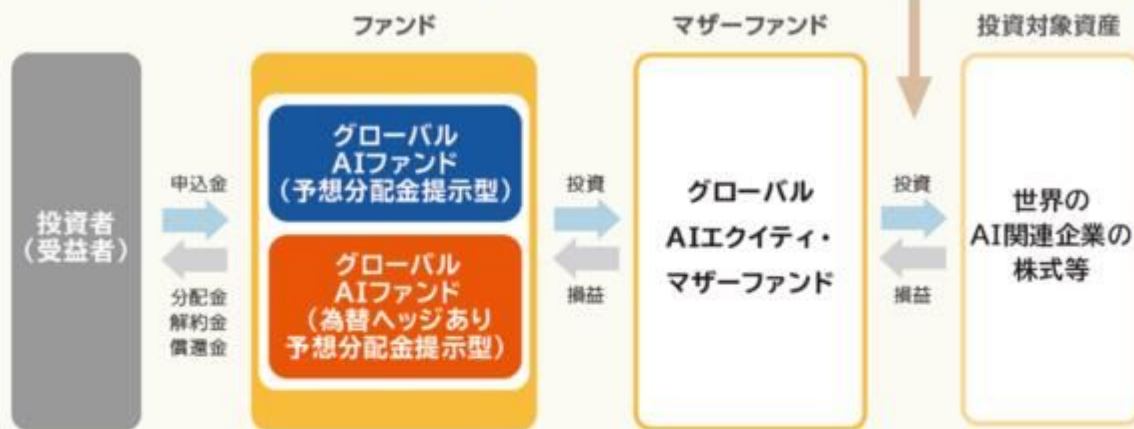 ファンド
マザーファンド
投資対象資産
投資者
（受益者）
申込金
分配金
解約金
償還金
グローバル
AIファンド
（予想分配金提示型）
グローバル
AIファンド
（為替ヘッジあり
予想分配金提示型）
投資
損益
グローバル
AIエクイティ・
マザーファンド
投資
損益
世界の
AI関連企業の
株式等